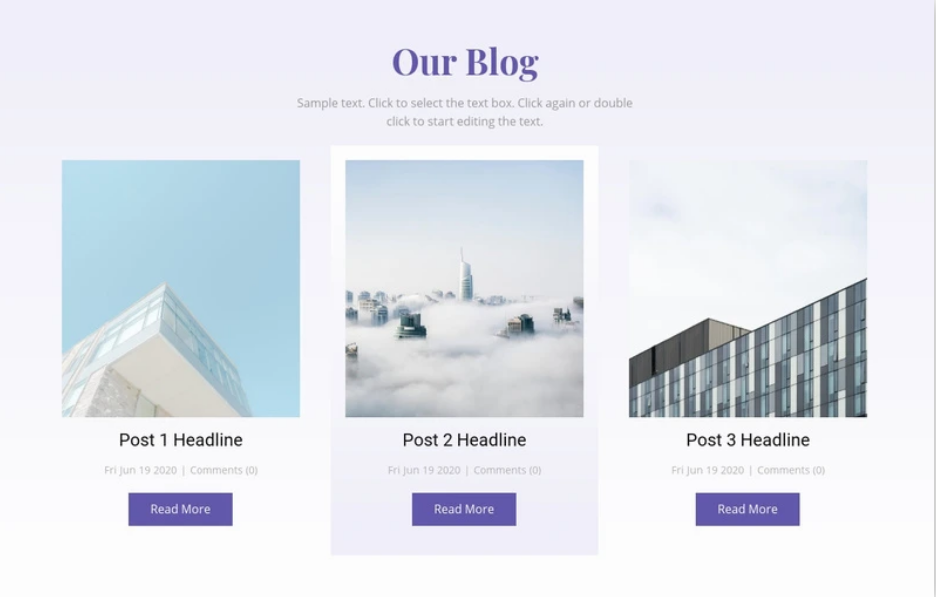 Our Blog
Sample text. Click to select the text box. Click again or double
click to start editing the text.
Post 1 Headline
Fri Jun 19 2020 | Comments (0)
Read More
Post 2 Headline
Fri Jun 19 2020 | Comments (0)
Read More
Post 3 Headline
Fri Jun 19 2020 | Comments (0)
Read More